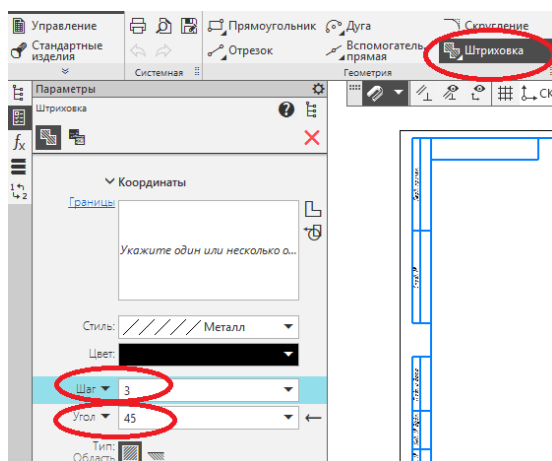 Управление
Прямоугольник
Дуга
Скругление
Стандартные изделия
Отрезок
Вспомогатель прямая
Штриховка
Системная
Геометрия
Параметры
Штриховка
СК
Координаты
Границы
Укажите один или несколько о...
Стиль: Металл
Цвет:
Шаг 3
Угол 45
Тип:
Область